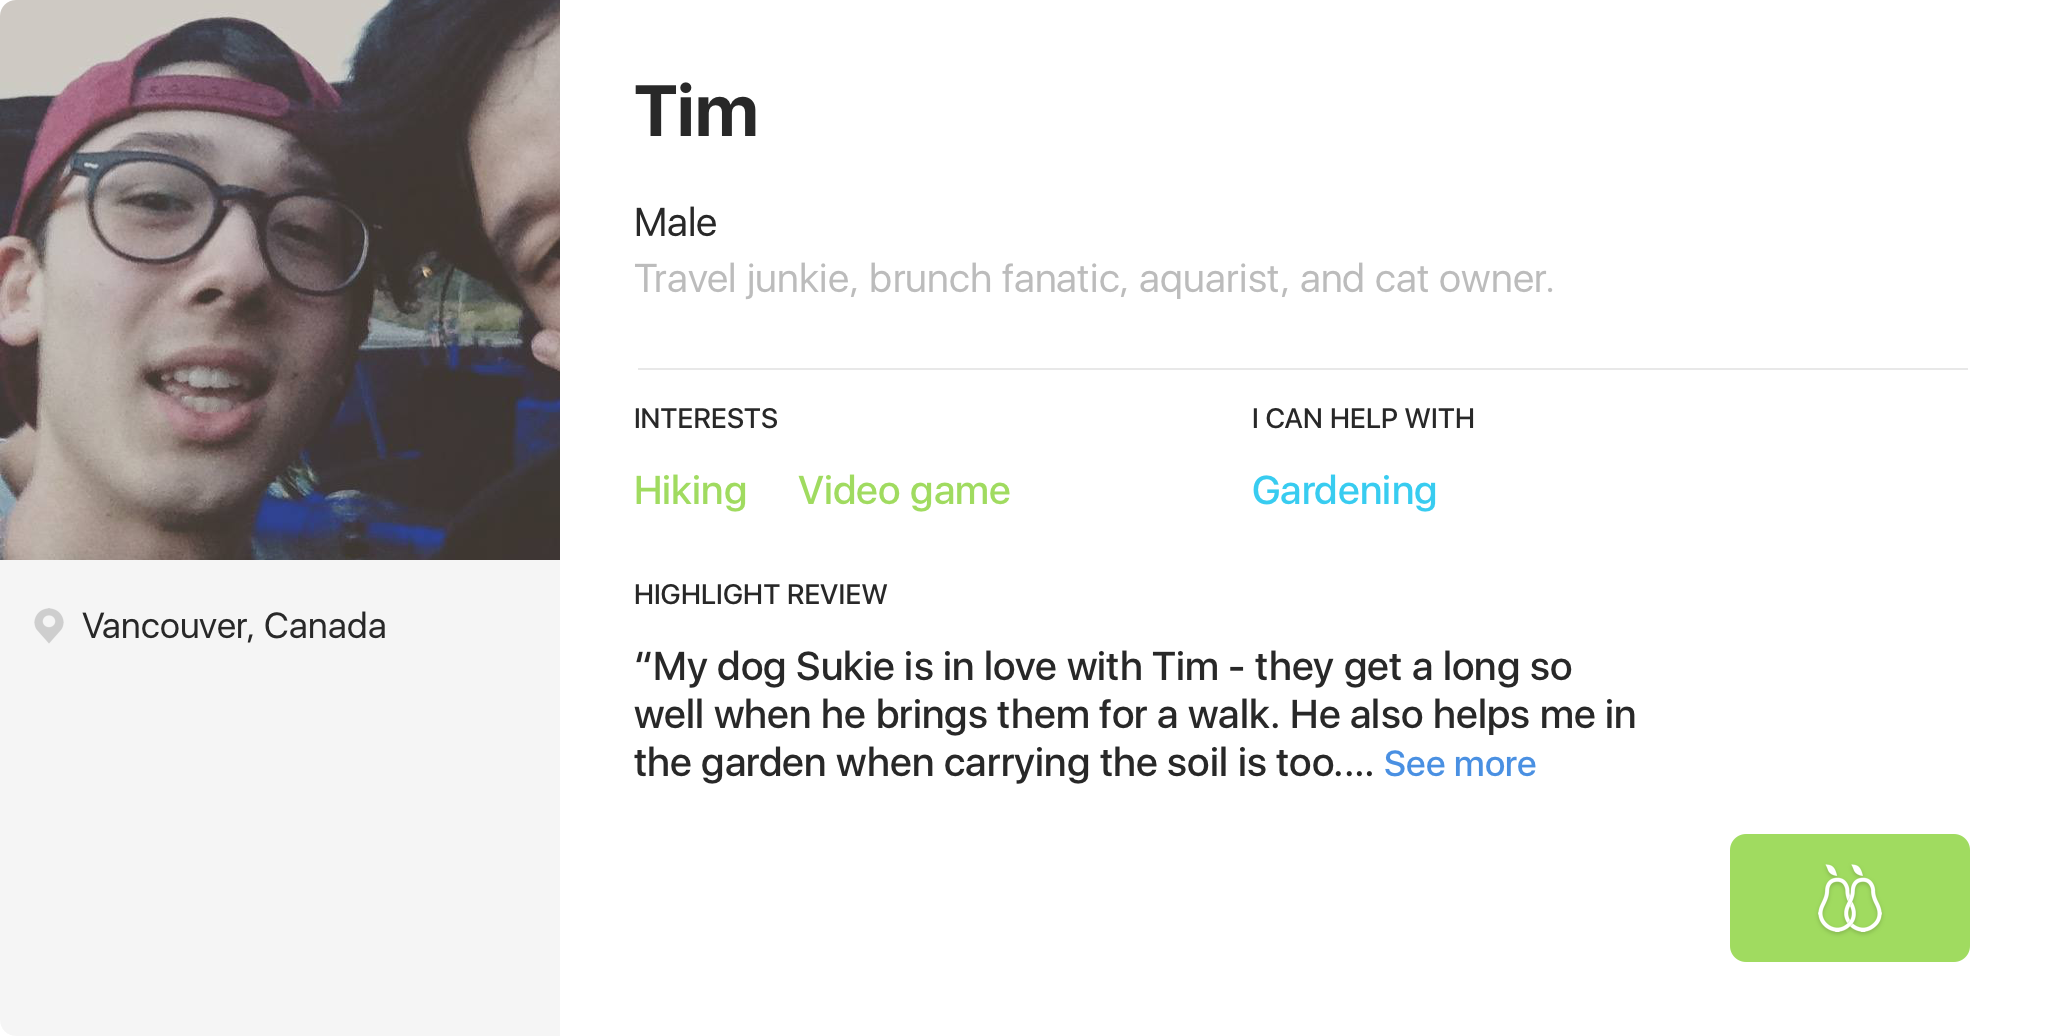 Tim
Male
Travel junkie, brunch fanatic, aquarist, and cat owner.
INTERESTS
Hiking Video game
I CAN HELP WITH
Gardening
HIGHLIGHT REVIEW
“My dog Sukie is in love with Tim - they get a long so
well when he brings them for a walk. He also helps me in
the garden when carrying the soil is too.... See more
Vancouver, Canada